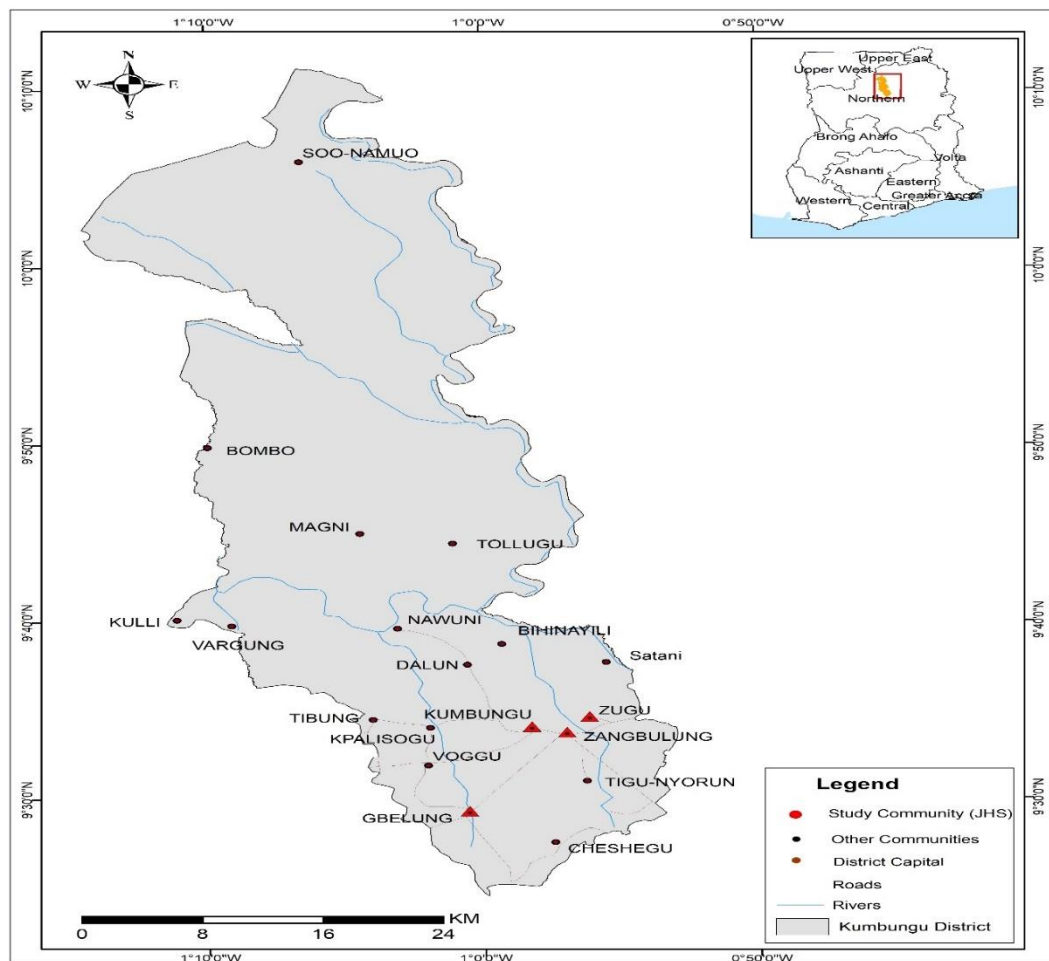 1°10'0"W 1°0'0"W 0°50'0"W
N
W E
S
10°10'0"N
10°0'0"N
9°50'0"N
9°40'0"N
9°30'0"N
10°10'0"N
10°0'0"N
9°50'0"N
9°40'0"N
9°30'0"N
Upper East
Upper West
Northern
Brong Ahafo
Volta
Ashanti
Eastern
Greater Accra
Western
Central
SOO-NAMUO
BOMBO
MAGNI
TOLLUGU
KULLI
VARGUNG
NAWUNI
BIHINAYILI
DALUN
Satani
ZUGU
TIBUNG
KUMBUNGU
KPALISOGU
ZANGBULUNG
VOGGU
TIGU-NYORUN
GBELUNG
CHESHEGU
Legend
Study Community (JHS)
Other Communities
District Capital
Roads
Rivers
Kumbungu District
KM
0 8 16 24
1°10'0"W 1°0'0"W 0°50'0"W